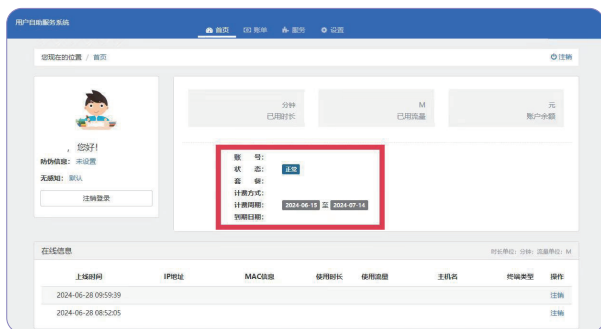 用户自助服务系统
首页 账单 服务 设置
您现在的位置 / 首页
注销
分钟
已用时长
M
已用流量
元
账户余额
, 您好!
防伪信息: 未设置
无感知: 默认
注销登录
账 号:
状 态: 正常
套 餐:
计费方式:
计费周期: 2024-06-15 至 2024-07-14
到期日期:
在线信息
时长单位: 分钟; 流量单位: M
上线时间 IP地址 MAC信息 使用时长 使用流量 主机名 终端类型 操作
2024-06-28 09:59:39 注销
2024-06-28 08:52:05 注销